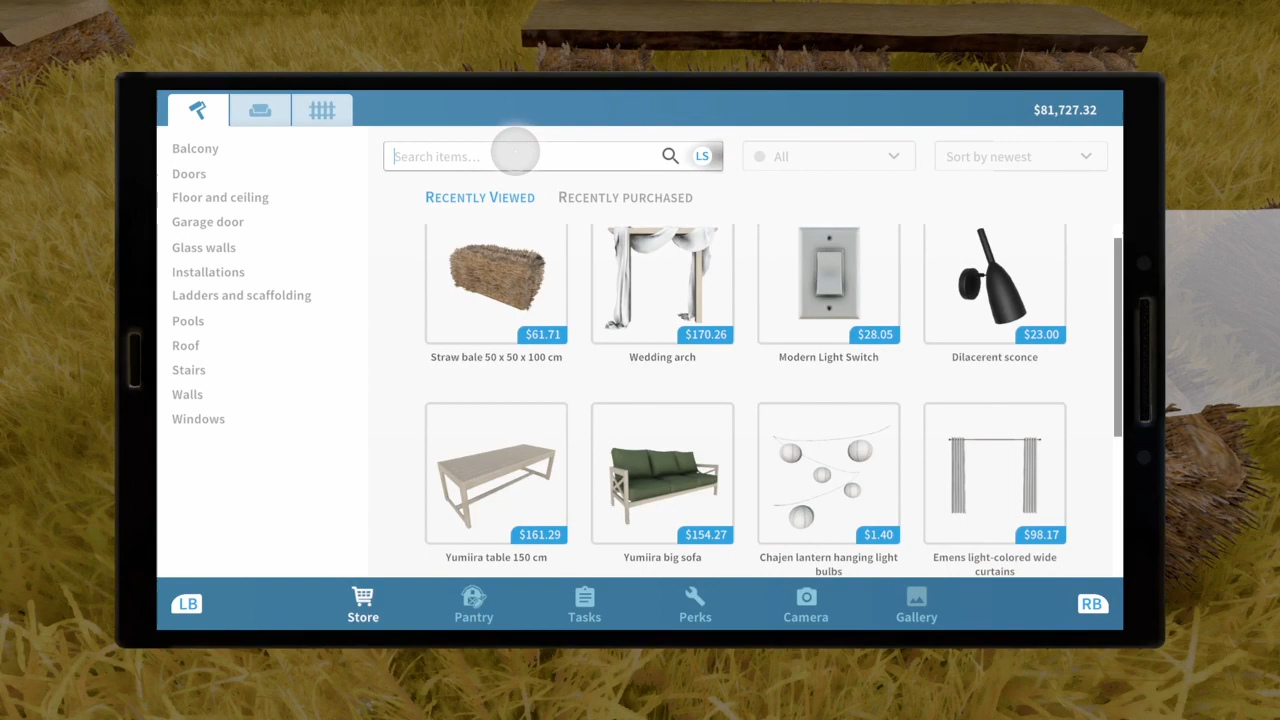 $81,727.32
Balcony
Doors
Floor and ceiling
Garage door
Glass walls
Installations
Ladders and scaffolding
Pools
Roof
Stairs
Walls
Windows
Search items...
LS
All
Sort by newest
RECENTLY VIEWED
RECENTLY PURCHASED
$61.71
$170.26
$28.05
$23.00
Straw bale 50 x 50 x 100 cm
Wedding arch
Modern Light Switch
Dilacerent sconce
$161.29
$154.27
$1.40
$98.17
Yumiira table 150 cm
Yumiira big sofa
Chajen lantern hanging light
bulbs
Emens light-colored wide
curtains
LB
Store
Pantry
Tasks
Perks
Camera
Gallery
RB